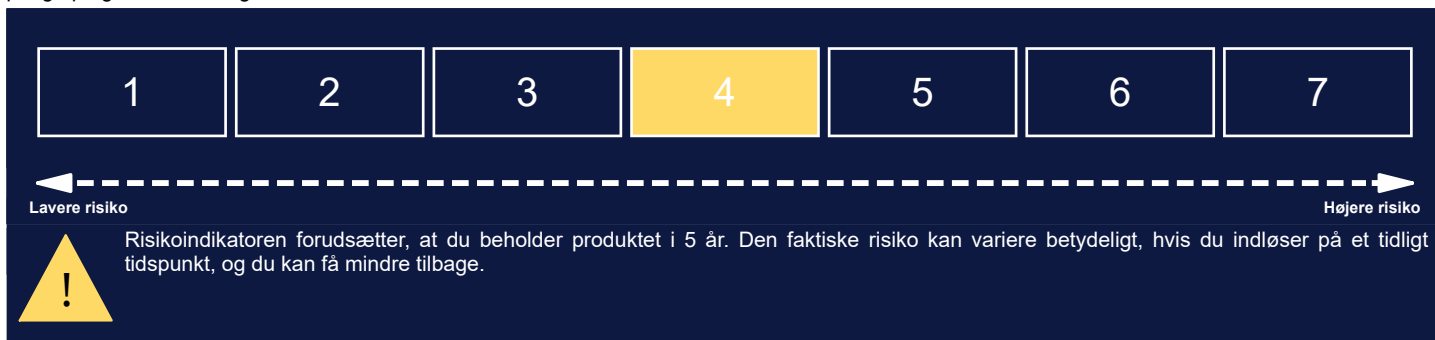 1 2 3 4 5 6 7
Lavere risiko Højere risiko
Risikoindikatoren forudsætter, at du beholder produktet i 5 år. Den faktiske risiko kan variere betydeligt, hvis du indløser på et tidligt
tidspunkt, og du kan få mindre tilbage.
!